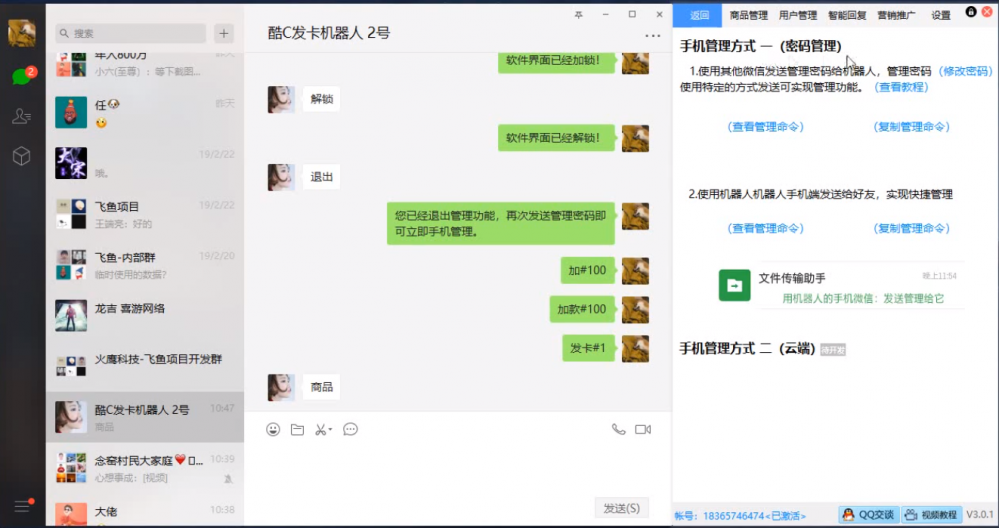 搜索
2
昨天
小六(至尊)：等下截图...
任
昨天
19/2/22
哦。
飞鱼项目
19/2/22
王端亮：好的
飞鱼-内部群
19/2/20
临时使用的数据?
龙吉 喜游网络
火鹰科技-飞鱼项目开发群
酷C发卡机器人 2号
10:47
商品
念窑村民大家庭
10:39
心想事成：[视频]
大佬
10:38
酷C发卡机器人 2号
软件界面已经加锁！
解锁
软件界面已经解锁！
退出
您已经退出管理功能，再次发送管理密码即
可立即手机管理。
加#100
加款#100
发卡#1
商品
发送(S)
返回
商品管理
用户管理
智能回复
营销推广
设置
手机管理方式 一（密码管理）
1.使用其他微信发送管理密码给机器人，管理密码（修改密码）
使用特定的方式发送可实现管理功能。（查看教程）
（查看管理命令）
（复制管理命令）
2.使用机器人机器人手机端发送给好友，实现快捷管理
（查看管理命令）
（复制管理命令）
文件传输助手
晚上11:54
用机器人的手机微信：发送管理给它
手机管理方式 二（云端）待开发
帐号：18365746474<已激活>
QQ交谈
视频教程
V3.0.1